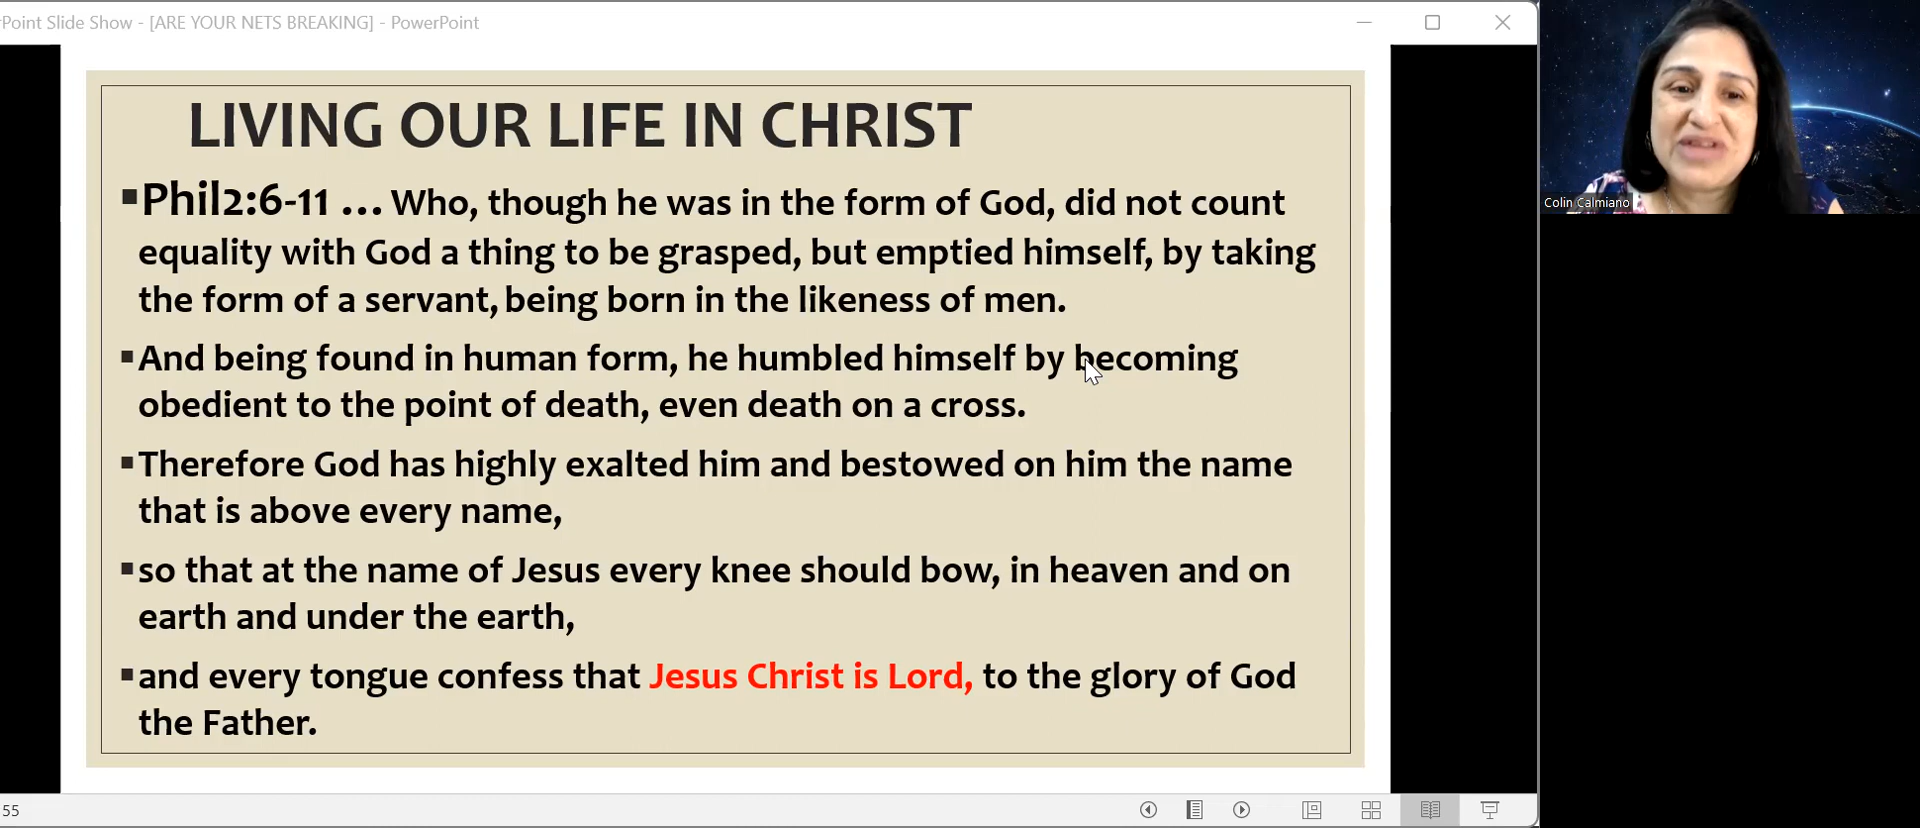 Point Slide Show - [ARE YOUR NETS BREAKING] - PowerPoint
LIVING OUR LIFE IN CHRIST
▪Phil2:6-11 ... Who, though he was in the form of God, did not count
equality with God a thing to be grasped, but emptied himself, by taking
the form of a servant, being born in the likeness of men.
▪And being found in human form, he humbled himself by becoming
obedient to the point of death, even death on a cross.
▪Therefore God has highly exalted him and bestowed on him the name
that is above every name,
▪so that at the name of Jesus every knee should bow, in heaven and on
earth and under the earth,
▪and every tongue confess that Jesus Christ is Lord, to the glory of God
the Father.
Colin Calmiano
55